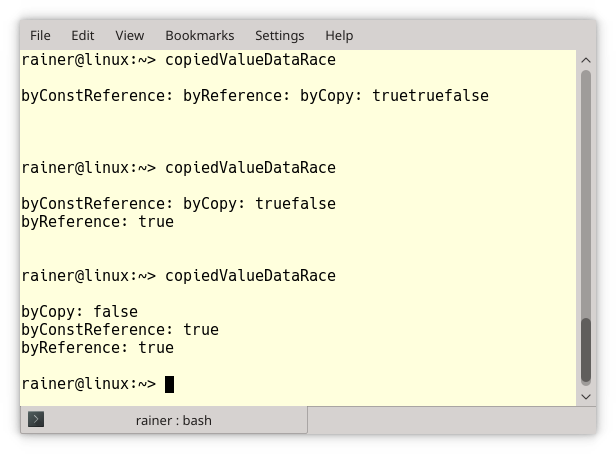 File Edit View Bookmarks Settings Help
rainer@linux:~> copiedValueDataRace
byConstReference: byReference: byCopy: truetruefalse
rainer@linux:~> copiedValueDataRace
byConstReference: byCopy: truefalse
byReference: true
rainer@linux:~> copiedValueDataRace
byCopy: false
byConstReference: true
byReference: true
rainer@linux:~>
rainer : bash